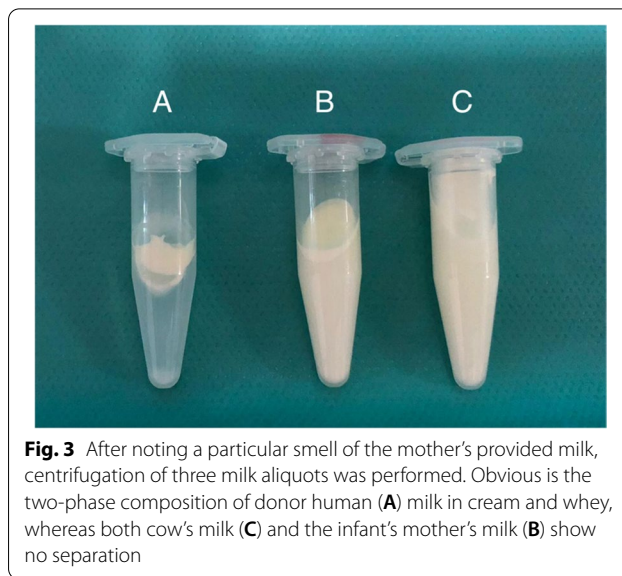 A B C
Fig. 3 After noting a particular smell of the mother's provided milk,
centrifugation of three milk aliquots was performed. Obvious is the
two-phase composition of donor human (A) milk in cream and whey,
whereas both cow's milk (C) and the infant's mother's milk (B) show
no separation